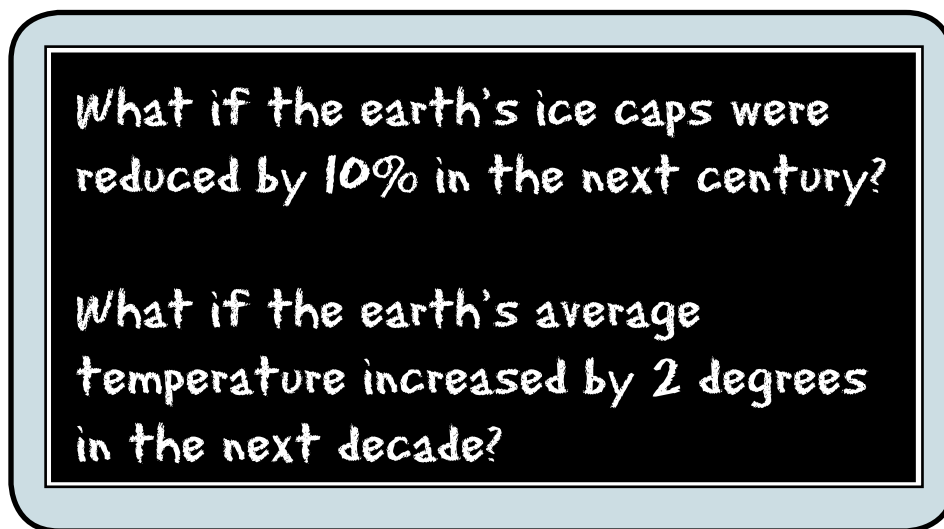 What if the earth's ice caps were
reduced by 10% in the next century?
What if the earth's average
temperature increased by 2 degrees
in the next decade?